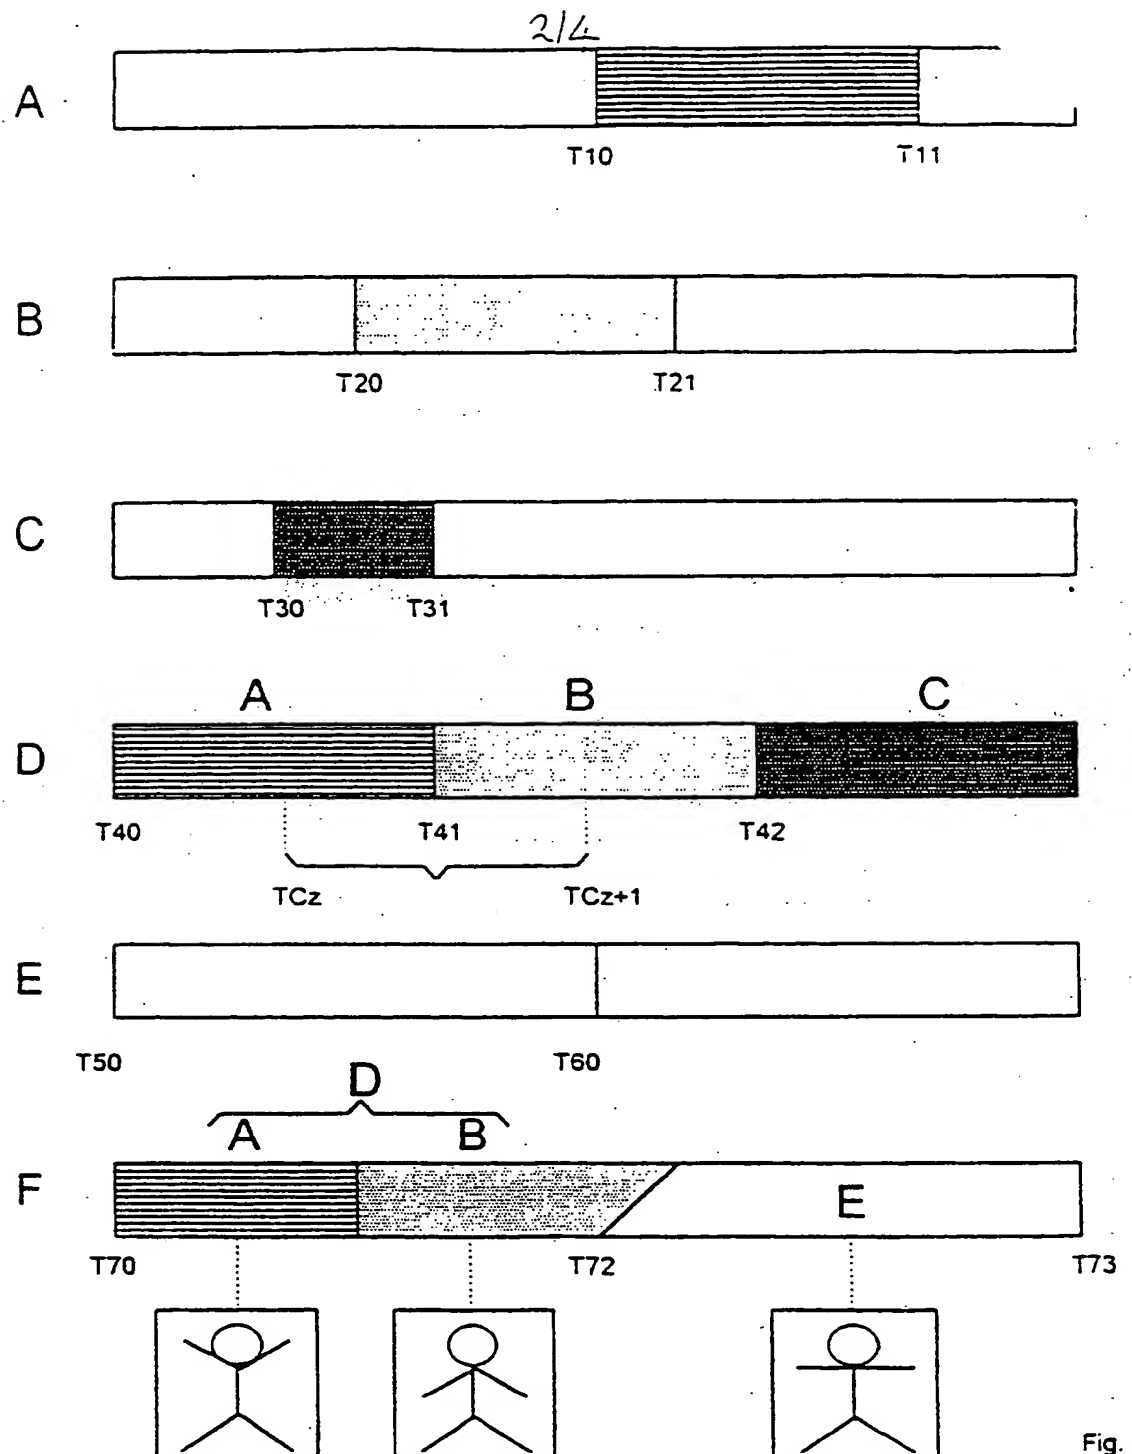 2/4
A
T10 T11
B
T20 T21
C
T30 T31
A B C
D
T40 T41 T42
TCz TCz+1
E
T50 T60
D
A B
F
E
T70 T72 T73
Fig.